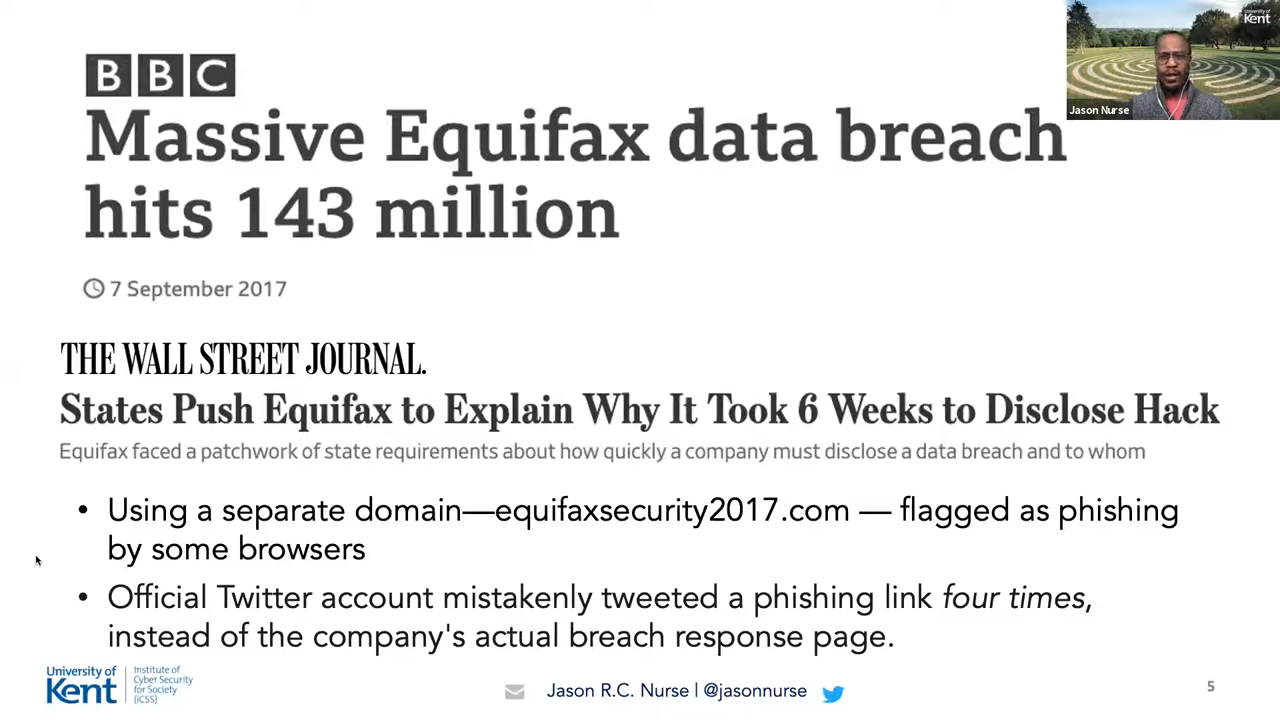 BBC
Massive Equifax data breach
hits 143 million
7 September 2017
THE WALL STREET JOURNAL.
States Push Equifax to Explain Why It Took 6 Weeks to Disclose Hack
Equifax faced a patchwork of state requirements about how quickly a company must disclose a data breach and to whom
• Using a separate domain—equifaxsecurity2017.com — flagged as phishing
by some browsers
• Official Twitter account mistakenly tweeted a phishing link four times,
instead of the company's actual breach response page.
University of
Kent
Institute of
Cyber Security
for Society
(iCSS)
Jason R.C. Nurse | @jasonnurse
5
University of
Kent
Jason Nurse